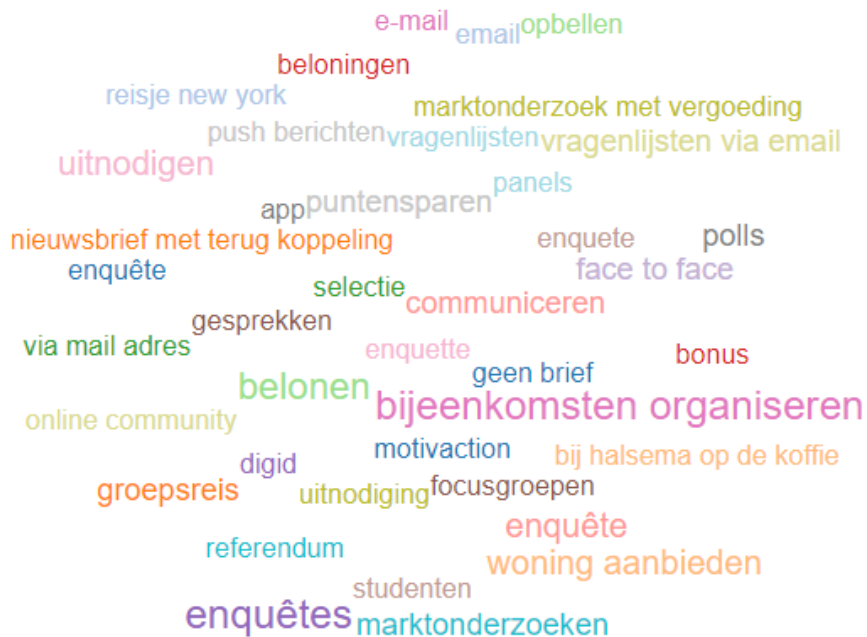 e-mail
email
opbellen
beloningen
reisje new york
marktonderzoek met vergoeding
push berichten
vragenlijsten
vragenlijsten via email
uitnodigen
panels
app
puntensparen
nieuwsbrief met terug koppeling
enquete
polls
enquête
face to face
selectie
communiceren
gesprekken
via mail adres
enquette
bonus
geen brief
belonen
bijeenkomsten organiseren
online community
motivaction
bij halsema op de koffie
digid
groepsreis
uitnodiging
focusgroepen
enquête
referendum
woning aanbieden
studenten
enquêtes
marktonderzoeken